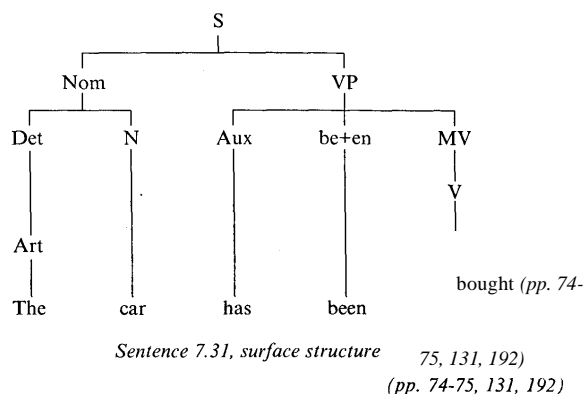 S
Nom VP
Det N Aux be+en MV
V
Art
bought (pp. 74-
The car has been
Sentence 7.31, surface structure
75, 131, 192)
(pp. 74-75, 131, 192)